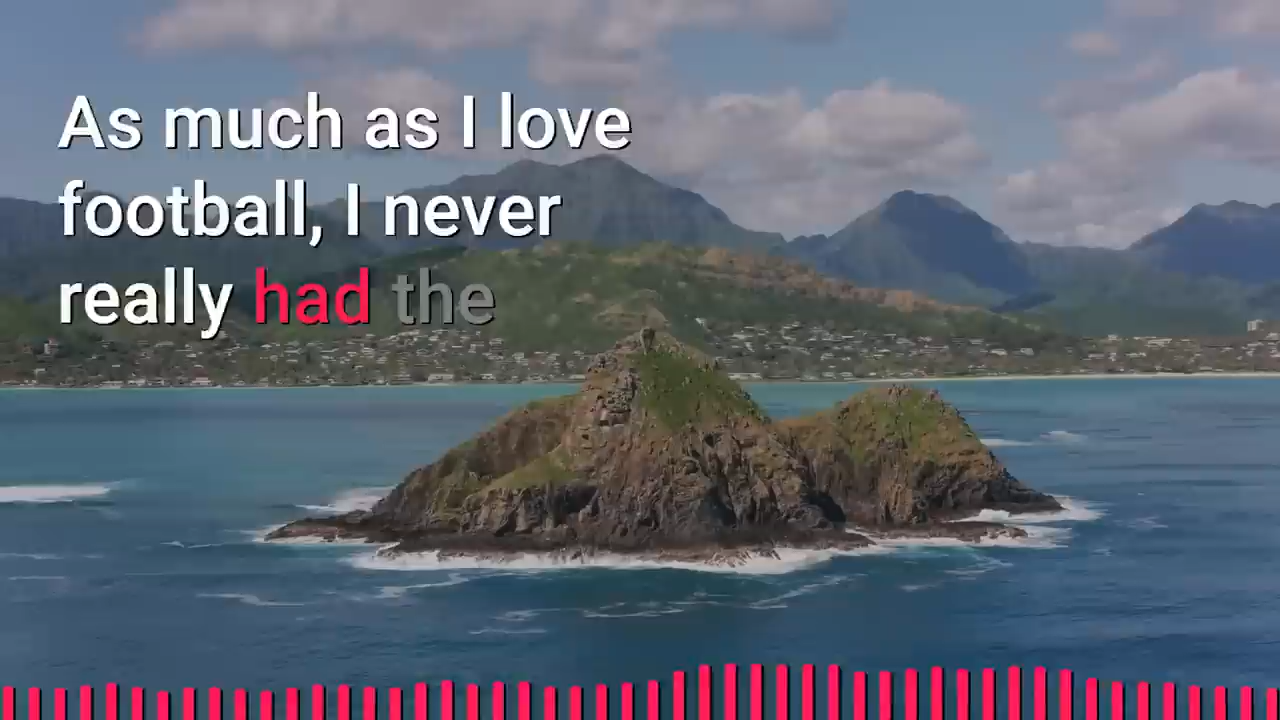 As much as I love
football, I never
really had the